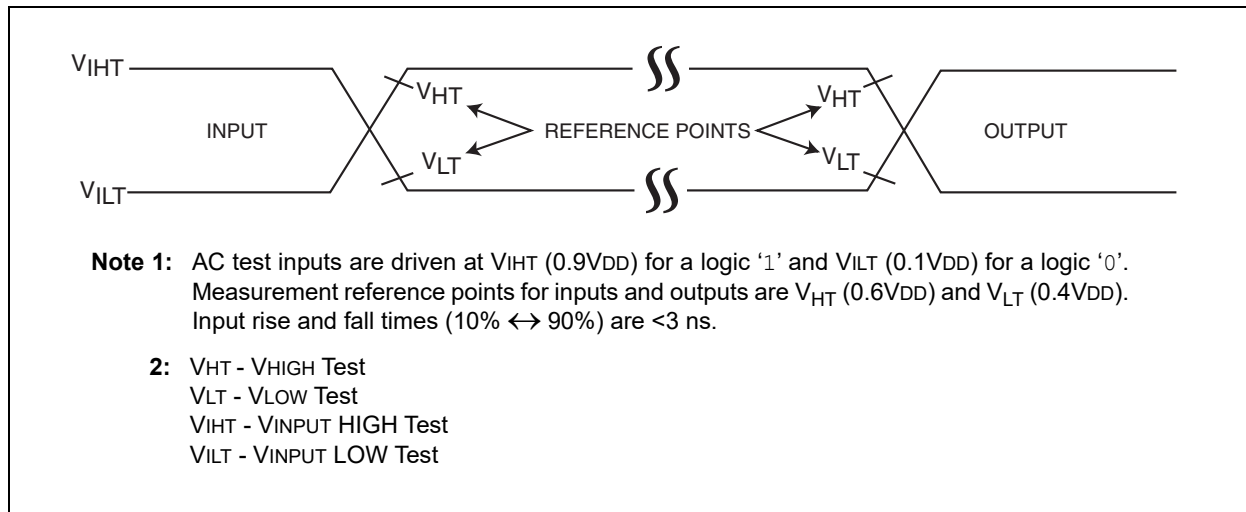 VIHT
VHT
VHT
INPUT
REFERENCE POINTS
OUTPUT
VLT
VLT
VILT
Note 1: AC test inputs are driven at VIHT (0.9VDD) for a logic ‘1’ and VILT (0.1VDD) for a logic ‘0’.
Measurement reference points for inputs and outputs are VHT (0.6VDD) and VLT (0.4VDD).
Input rise and fall times (10% ↔ 90%) are <3 ns.
2: VHT - VHIGH Test
VLT - VLOW Test
VIHT - VINPUT HIGH Test
VILT - VINPUT LOW Test